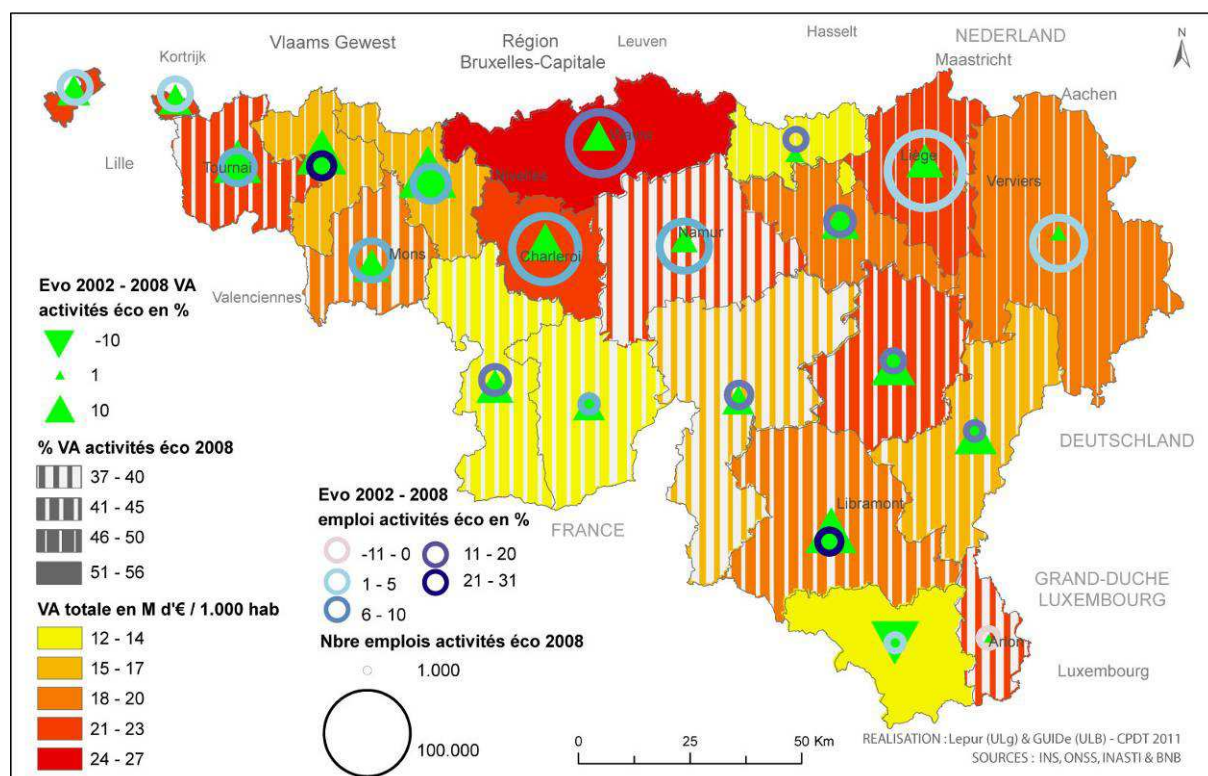 Vlaams Gewest
Région
Bruxelles-Capitale
Leuven
Hasselt
NEDERLAND
N
Kortrijk
Maastricht
Aachen
Lille
Tournai
Wavre
Nivelles
Liège
Verviers
Mons
Charleroi
Namur
Valenciennes
DEUTSCHLAND
Libramont
FRANCE
GRAND-DUCHE
LUXEMBOURG
Arlon
Luxembourg
Evo 2002 - 2008 VA
activités éco en %
-10
1
10
% VA activités éco 2008
37 - 40
41 - 45
46 - 50
51 - 56
VA totale en M d'€ / 1.000 hab
12 - 14
15 - 17
18 - 20
21 - 23
24 - 27
Evo 2002 - 2008
emploi activités éco en %
-11 - 0
1 - 5
6 - 10
11 - 20
21 - 31
Nbre emplois activités éco 2008
1.000
100.000
0 25 50 Km
REALISATION : Lepur (ULg) & GUIDe (ULB) - CPDT 2011
SOURCES : INS, ONSS, INASTI & BNB